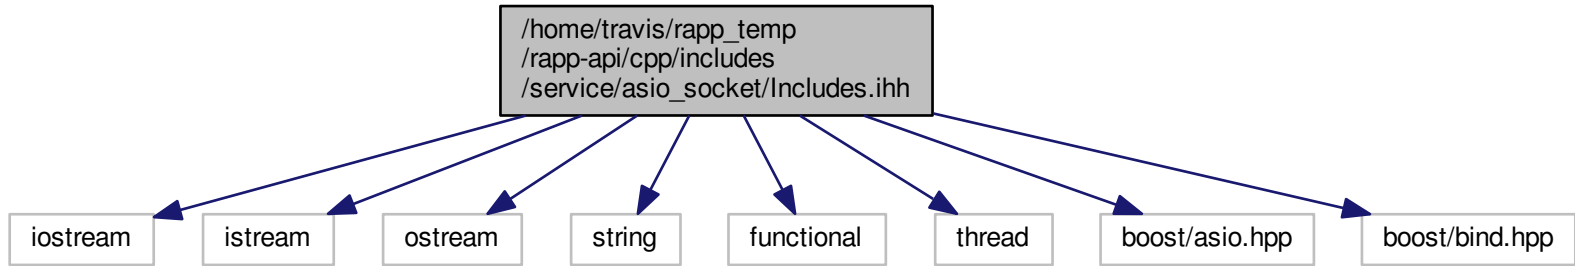 /home/travis/rapp_temp
/rapp-api/cpp/includes
/service/asio_socket/Includes.ihh
iostream
istream
ostream
string
functional
thread
boost/asio.hpp
boost/bind.hpp